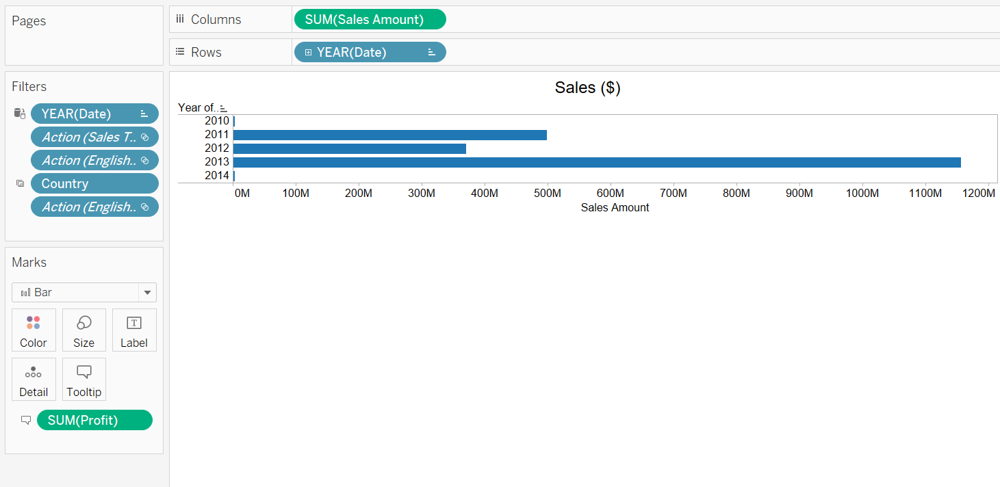 Pages
Columns
SUM(Sales Amount)
Rows
YEAR(Date)
Filters
YEAR(Date)
Action (Sales T..
Action (English..
Country
Action (English..
Marks
Bar
Color
Size
Label
Detail
Tooltip
SUM(Profit)
Sales ($)
Year of..
2010
2011
2012
2013
2014
0M 100M 200M 300M 400M 500M 600M 700M 800M 900M 1000M 1100M 1200M
Sales Amount